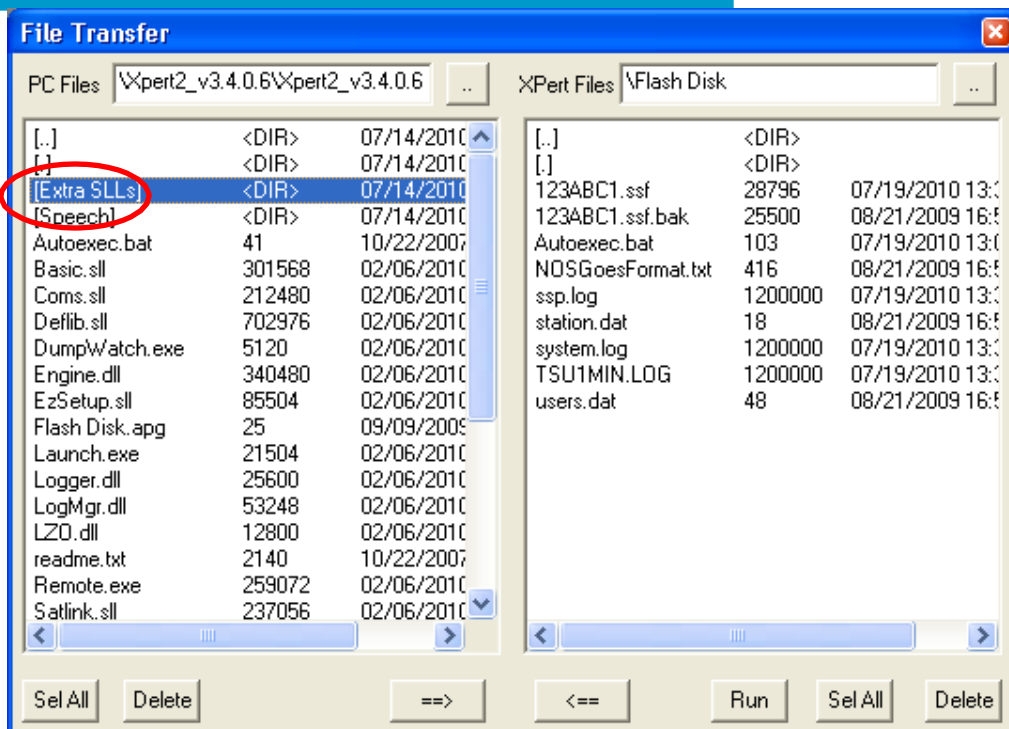 File Transfer
PC Files \Xpert2_v3.4.0.6\Xpert2_v3.4.0.6 ..
XPert Files \Flash Disk ..
[..] <DIR> 07/14/2010
[.] <DIR> 07/14/2010
[Extra SLLs] <DIR> 07/14/2010
[Speech] <DIR> 07/14/2010
Autoexec.bat 41 10/22/2007
Basic.sll 301568 02/06/2010
Coms.sll 212480 02/06/2010
Deflib.sll 702976 02/06/2010
DumpWatch.exe 5120 02/06/2010
Engine.dll 340480 02/06/2010
EzSetup.sll 85504 02/06/2010
Flash Disk.apg 25 09/09/2009
Launch.exe 21504 02/06/2010
Logger.dll 25600 02/06/2010
LogMgr.dll 53248 02/06/2010
LZO.dll 12800 02/06/2010
readme.txt 2140 10/22/2007
Remote.exe 259072 02/06/2010
Satlink.sll 237056 02/06/2010
[..] <DIR>
[.] <DIR>
123ABC1.ssf 28796 07/19/2010 13:
123ABC1.ssf.bak 25500 08/21/2009 16:
Autoexec.bat 103 07/19/2010 13:
NOSGoesFormat.txt 416 08/21/2009 16:
ssp.log 1200000 07/19/2010 13:
station.dat 18 08/21/2009 16:
system.log 1200000 07/19/2010 13:
TSU1MIN.LOG 1200000 07/19/2010 13:
users.dat 48 08/21/2009 16:
Sel All Delete ==> <== Run Sel All Delete